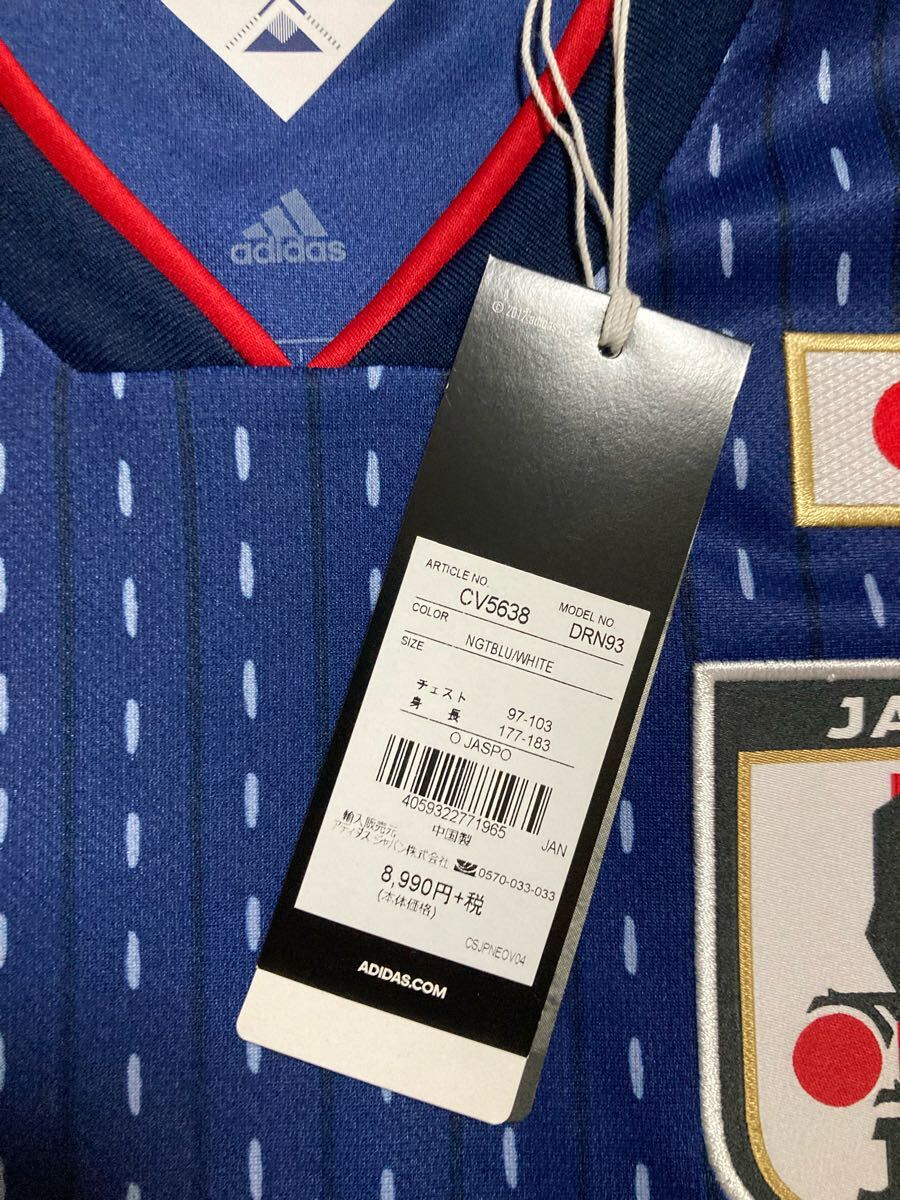 adidas
ARTICLE NO. MODEL NO.
CV5638 DRN93
COLOR
NGTBLU/WHITE
SIZE
チェスト 97-103
身長 177-183
O JASPO
4059322771965 JAN
輸入販売元 中国製
アディダス ジャパン株式会社 0570-033-033
8,990円+税
(本体価格)
CSJPNEOV04
ADIDAS.COM
JA